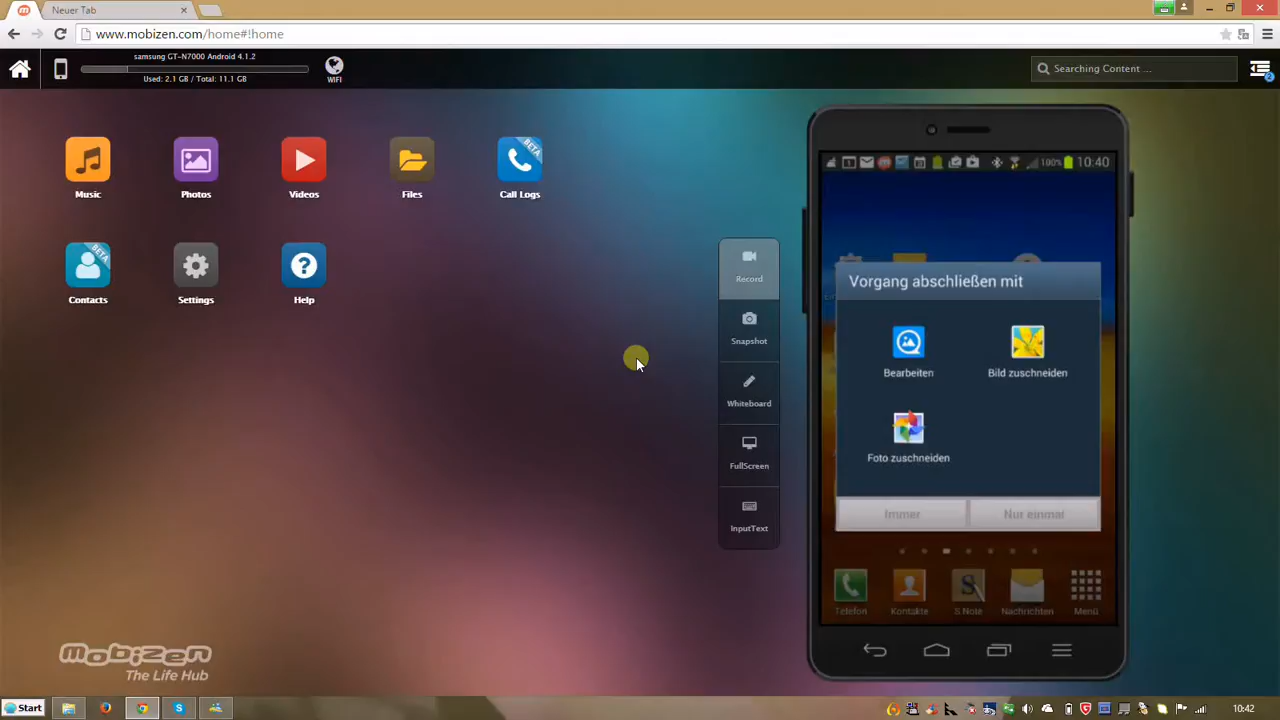 Neuer Tab
www.mobizen.com/home#!home
samsung GT-N7000 Android 4.1.2
Used: 2.1 GB / Total: 11.1 GB
WIFI
Searching Content ...
2
Music
Photos
Videos
Files
BETA
Call Logs
BETA
Contacts
Settings
Help
Record
Snapshot
Whiteboard
FullScreen
InputText
100% 10:40
Vorgang abschließen mit
Bearbeiten
Bild zuschneiden
Foto zuschneiden
Immer
Nur einmal
Telefon
Kontakte
S Note
Nachrichten
Menü
mobizen
The Life Hub
Start
10:42